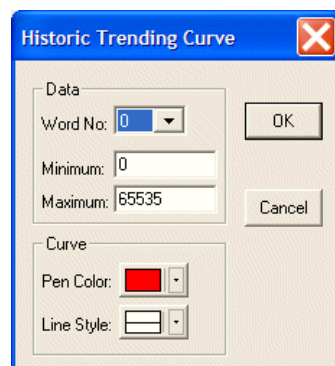 Historic Trending Curve
Data
Word No: 0
Minimum: 0
Maximum: 65535
OK
Cancel
Curve
Pen Color:
Line Style: